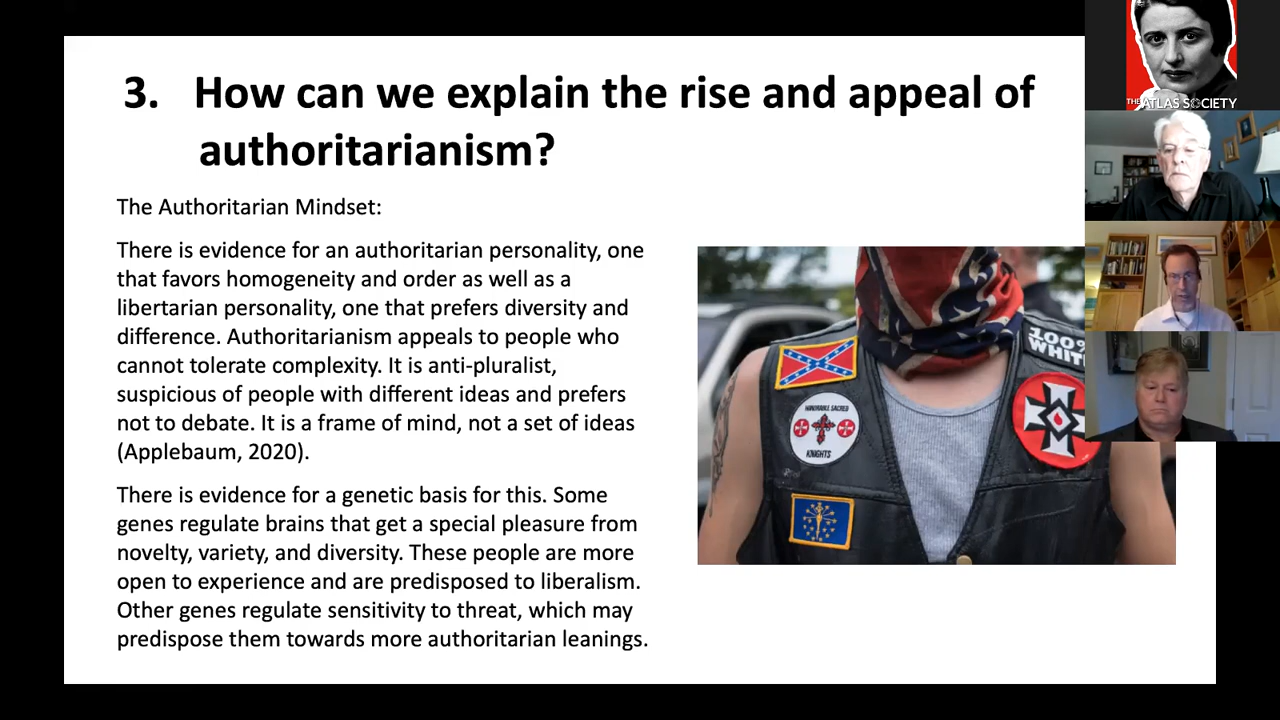 3. How can we explain the rise and appeal of
authoritarianism?
The Authoritarian Mindset:
There is evidence for an authoritarian personality, one
that favors homogeneity and order as well as a
libertarian personality, one that prefers diversity and
difference. Authoritarianism appeals to people who
cannot tolerate complexity. It is anti-pluralist,
suspicious of people with different ideas and prefers
not to debate. It is a frame of mind, not a set of ideas
(Applebaum, 2020).
There is evidence for a genetic basis for this. Some
genes regulate brains that get a special pleasure from
novelty, variety, and diversity. These people are more
open to experience and are predisposed to liberalism.
Other genes regulate sensitivity to threat, which may
predispose them towards more authoritarian leanings.
100%
WHIT
SACRED
KNIGHTS
THE ATLAS SOCIETY